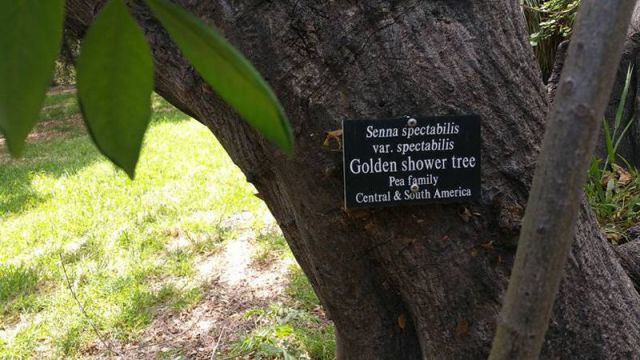 Senna spectabilis
var. spectabilis
Golden shower tree
Pea family
Central & South America